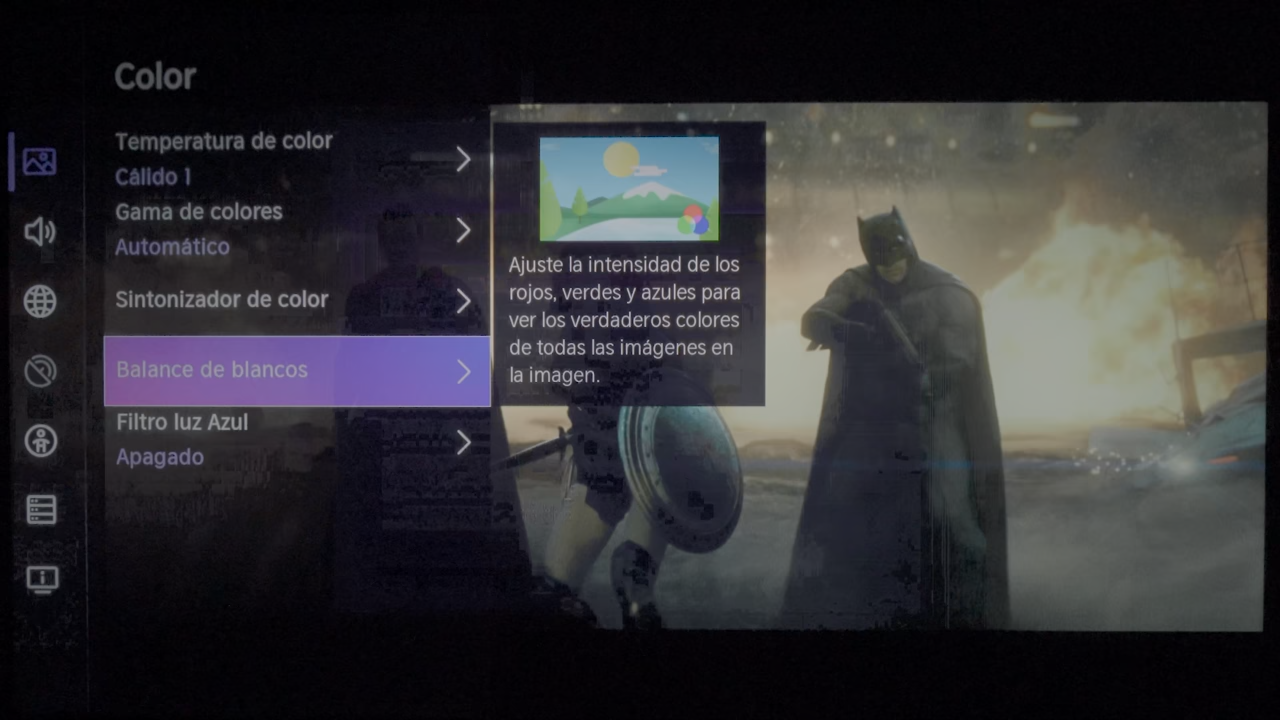 Color
Temperatura de color
Cálido 1
Gama de colores
Automático
Sintonizador de color
Balance de blancos
Filtro luz Azul
Apagado
Ajuste la intensidad de los
rojos, verdes y azules para
ver los verdaderos colores
de todas las imágenes en
la imagen.